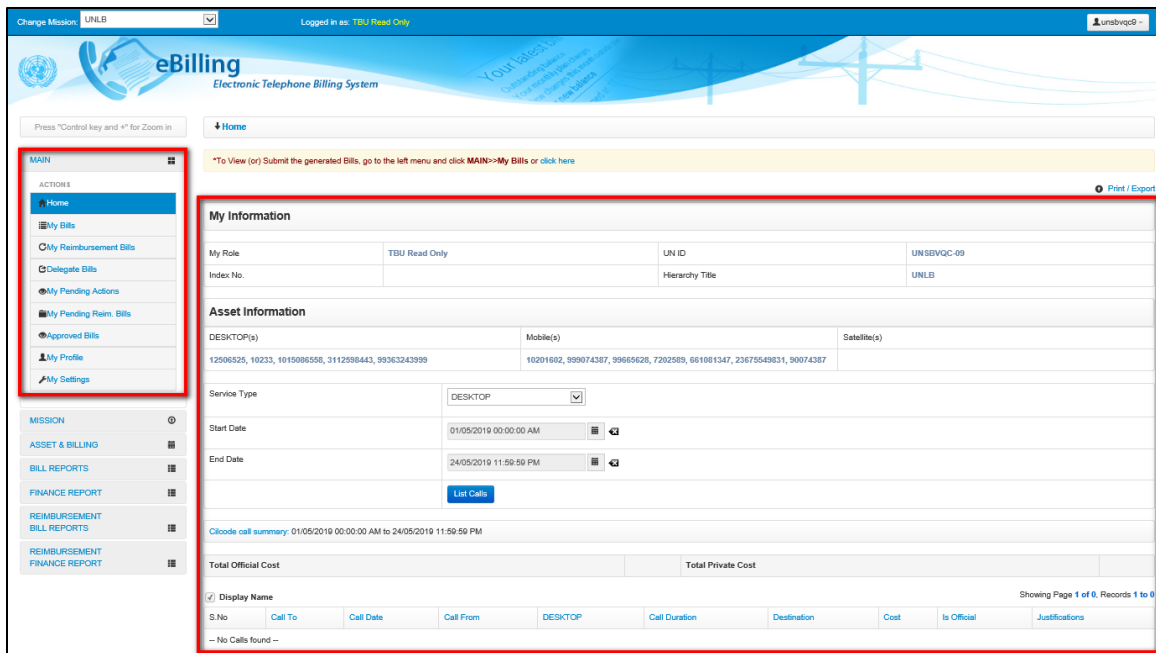 Change Mission: UNLB
Logged in as: TBU Read Only
unsbvqc9
eBilling
Electronic Telephone Billing System
Your latest
Outstanding balance
new balance
Press "Control key and +" for Zoom in
Home
MAIN
ACTIONS
Home
My Bills
My Reimbursement Bills
Delegate Bills
My Pending Actions
My Pending Reim. Bills
Approved Bills
My Profile
My Settings
MISSION
ASSET & BILLING
BILL REPORTS
FINANCE REPORT
REIMBURSEMENT
BILL REPORTS
REIMBURSEMENT
FINANCE REPORT
*To View (or) Submit the generated Bills, go to the left menu and click MAIN>>My Bills or click here
Print / Export
My Information
My Role TBU Read Only UN ID UNSBVQC-09
Index No. Hierarchy Title UNLB
Asset Information
DESKTOP(s) Mobile(s) Satellite(s)
12506525, 10233, 1015086558, 3112598443, 99363243999 10201602, 999074387, 99665628, 7202589, 661081347, 23675549831, 90074387
Service Type DESKTOP
Start Date 01/05/2019 00:00:00 AM
End Date 24/05/2019 11:59:59 PM
List Calls
Cilcode call summary: 01/05/2019 00:00:00 AM to 24/05/2019 11:59:59 PM
Total Official Cost Total Private Cost
Display Name Showing Page 1 of 0, Records 1 to 0
S.No Call To Call Date Call From DESKTOP Call Duration Destination Cost Is Official Justifications
-- No Calls found --